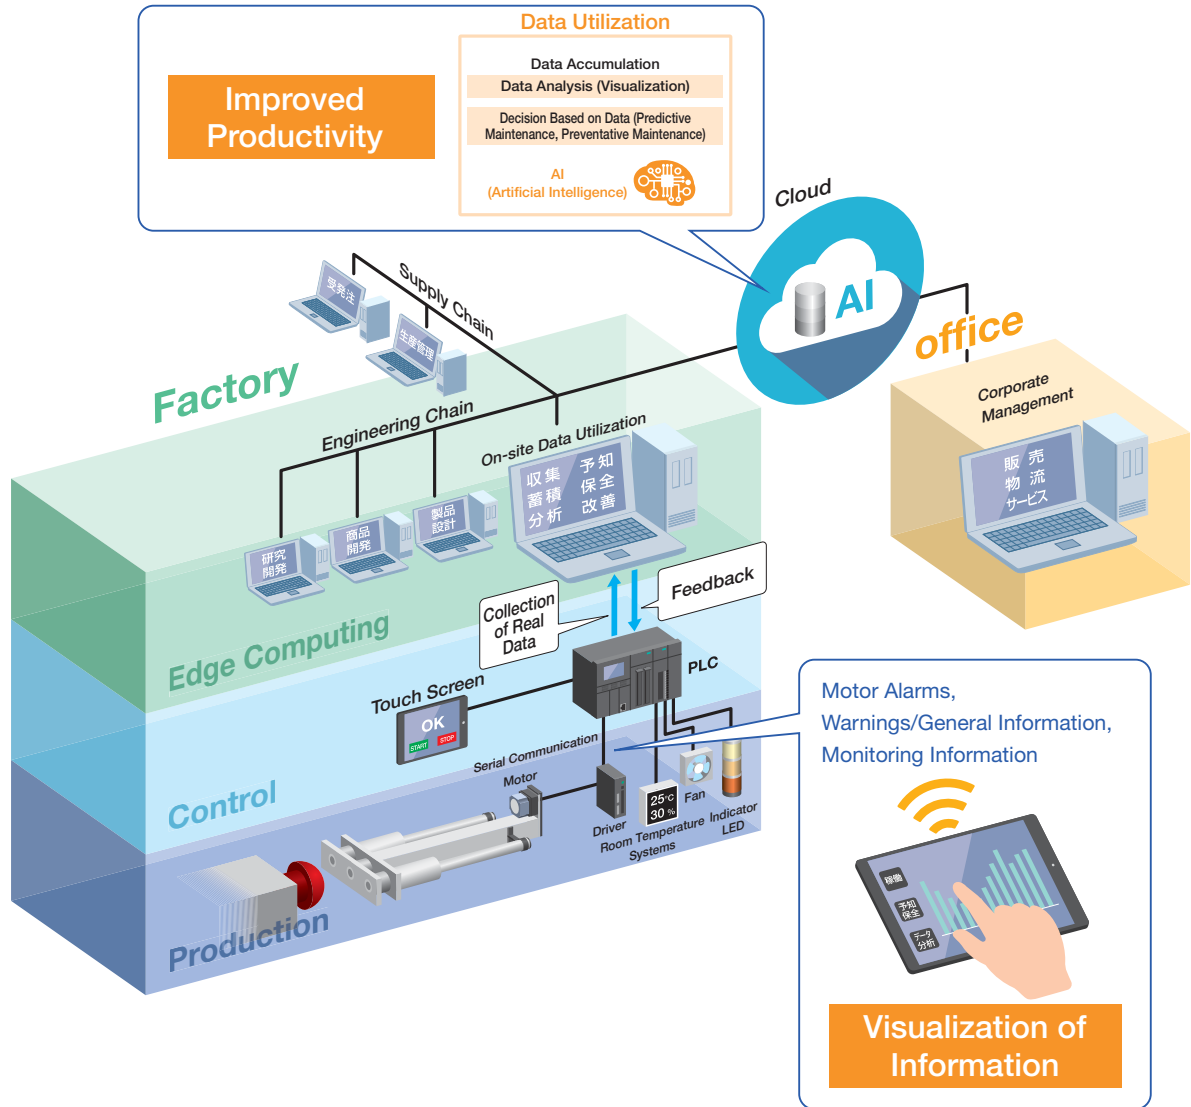 Data Utilization
Data Accumulation
Data Analysis (Visualization)
Decision Based on Data (Predictive
Maintenance, Preventative Maintenance)
AI
(Artificial Intelligence)
Improved
Productivity
Cloud
AI
office
Corporate
Management
販 売
物 流
サービス
Supply Chain
受発注
生産管理
Factory
Engineering Chain
On-site Data Utilization
収集 予知
蓄積 保全
分析 改善
製品
設計
商品
開発
研究
開発
Edge Computing
Collection
of Real
Data
Feedback
PLC
Touch Screen
OK
START
STOP
Control
Serial Communication
Motor
Driver
25℃
30 %
Room Temperature
Systems
Fan
Indicator
LED
Production
Motor Alarms,
Warnings/General Information,
Monitoring Information
稼働
予知
保全
データ
分析
Visualization of
Information